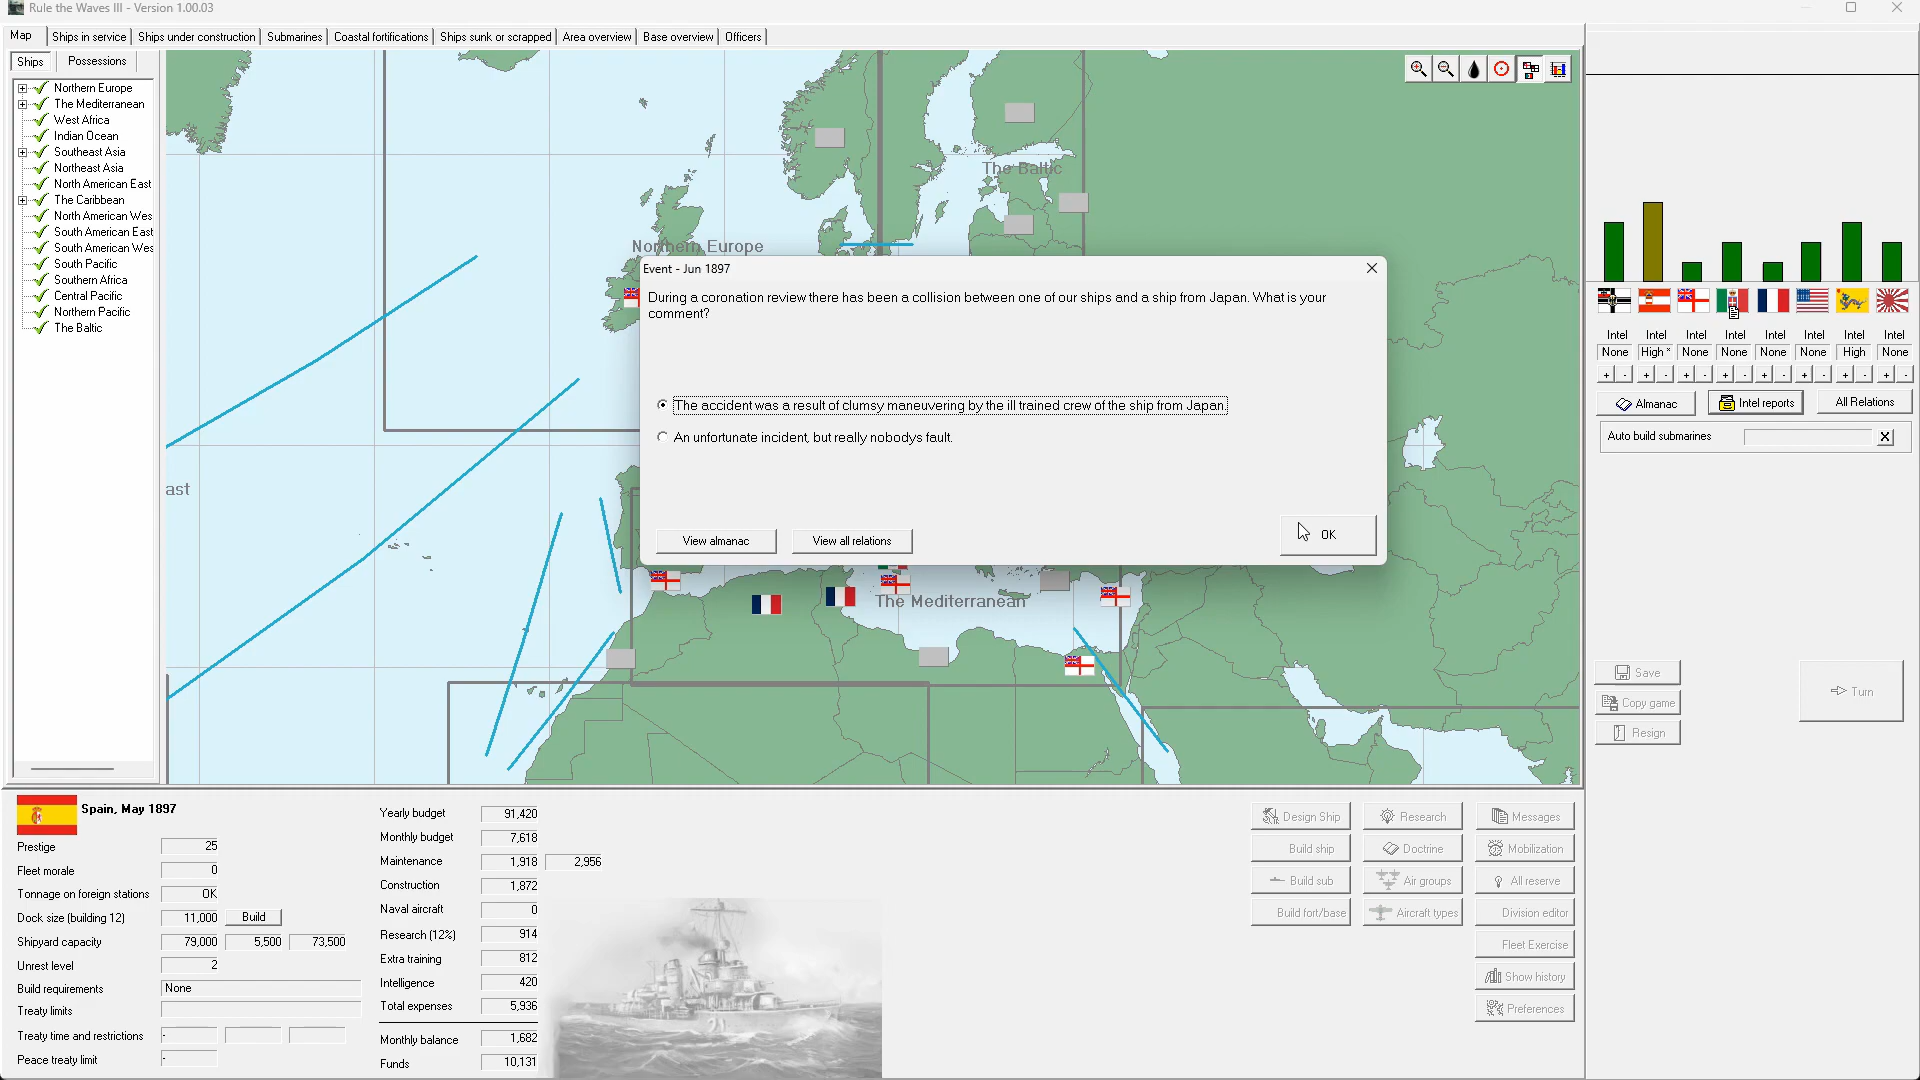 Rule the Waves III - Version 1.00.03
Map
Ships in service
Ships under construction
Submarines
Coastal fortifications
Ships sunk or scrapped
Area overview
Base overview
Officers
Ships
Possessions
Northern Europe
The Mediterranean
West Africa
Indian Ocean
Southeast Asia
Northeast Asia
North American East
The Caribbean
North American Wes
South American East
South American Wes
South Pacific
Southern Africa
Central Pacific
Northern Pacific
The Baltic
The Baltic
Northern Europe
ast
The Mediterranean
Event - Jun 1897
During a coronation review there has been a collision between one of our ships and a ship from Japan. What is your
comment?
The accident was a result of clumsy maneuvering by the ill trained crew of the ship from Japan.
An unfortunate incident, but really nobodys fault.
View almanac
View all relations
OK
Intel Intel Intel Intel Intel Intel Intel Intel
None High * None None None None High None
+ - + - + - + - + - + - + - + -
Almanac
Intel reports
All Relations
Auto build submarines
X
Save
Copy game
Resign
Turn
Spain, May 1897
Prestige 25
Fleet morale 0
Tonnage on foreign stations OK
Dock size (building 12) 11,000 Build
Shipyard capacity 79,000 5,500 73,500
Unrest level 2
Build requirements None
Treaty limits
Treaty time and restrictions -
Peace treaty limit -
Yearly budget 91,420
Monthly budget 7,618
Maintenance 1,918 2,956
Construction 1,872
Naval aircraft 0
Research (12%) 914
Extra training 812
Intelligence 420
Total expenses 5,936
Monthly balance 1,682
Funds 10,131
Design Ship
Research
Messages
Build ship
Doctrine
Mobilization
Build sub
Air groups
All reserve
Build fort/base
Aircraft types
Division editor
Fleet Exercise
Show history
Preferences